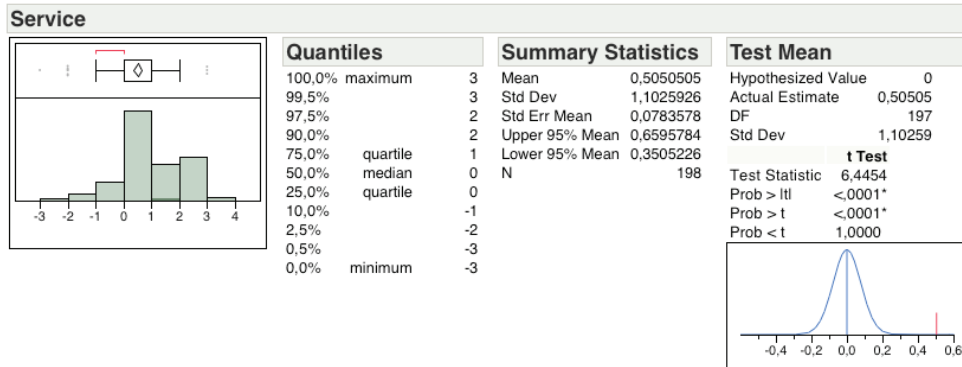 Service
-3 -2 -1 0 1 2 3 4
Quantiles
100,0% maximum 3
99,5% 3
97,5% 2
90,0% 2
75,0% quartile 1
50,0% median 0
25,0% quartile 0
10,0% -1
2,5% -2
0,5% -3
0,0% minimum -3
Summary Statistics
Mean 0,5050505
Std Dev 1,1025926
Std Err Mean 0,0783578
Upper 95% Mean 0,6595784
Lower 95% Mean 0,3505226
N 198
Test Mean
Hypothesized Value 0
Actual Estimate 0,50505
DF 197
Std Dev 1,10259
t Test
Test Statistic 6,4454
Prob > |t| <,0001*
Prob > t <,0001*
Prob < t 1,0000
-0,4 -0,2 0,0 0,2 0,4 0,6